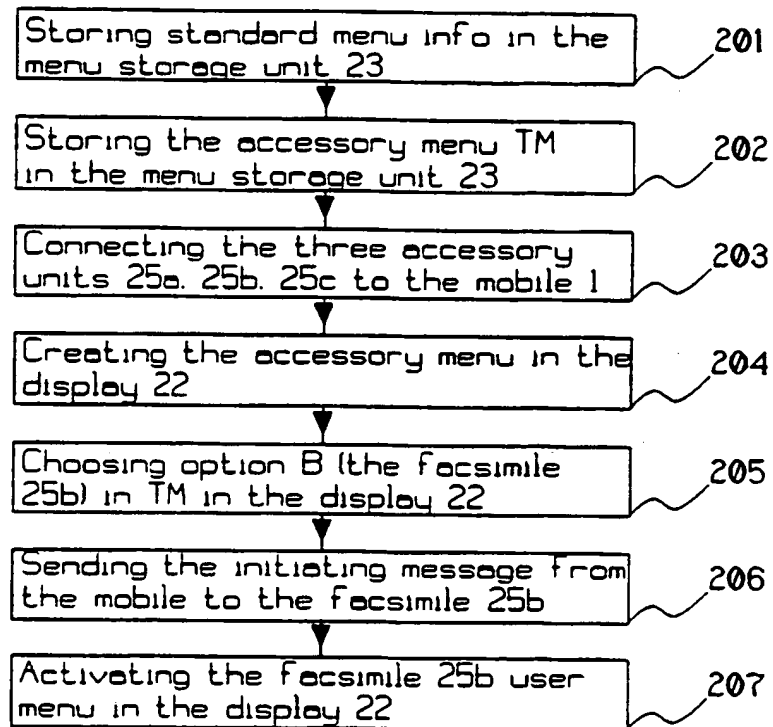 Storing standard menu info in the
menu storage unit 23
201
Storing the accessory menu TM
in the menu storage unit 23
202
Connecting the three accessory
units 25a. 25b. 25c to the mobile 1
203
Creating the accessory menu in the
display 22
204
Choosing option B (the facsimile
25b) in TM in the display 22
205
Sending the initiating message from
the mobile to the facsimile 25b
206
Activating the facsimile 25b user
menu in the display 22
207